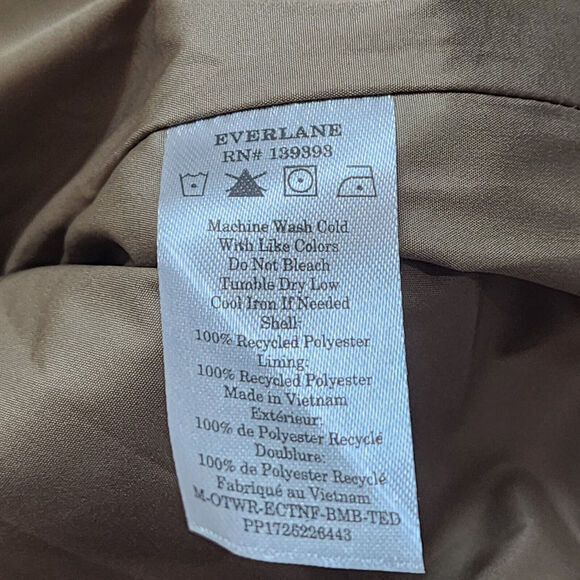 EVERLANE
RN# 139393
Machine Wash Cold
With Like Colors
Do Not Bleach
Tumble Dry Low
Cool Iron If Needed
Shell:
100% Recycled Polyester
Lining:
100% Recycled Polyester
Made in Vietnam
Extérieur:
100% de Polyester Recyclé
Doublure:
100% de Polyester Recyclé
Fabriqué au Vietnam
M-OTWR-ECTNF-BMB-TED
PP1726226443